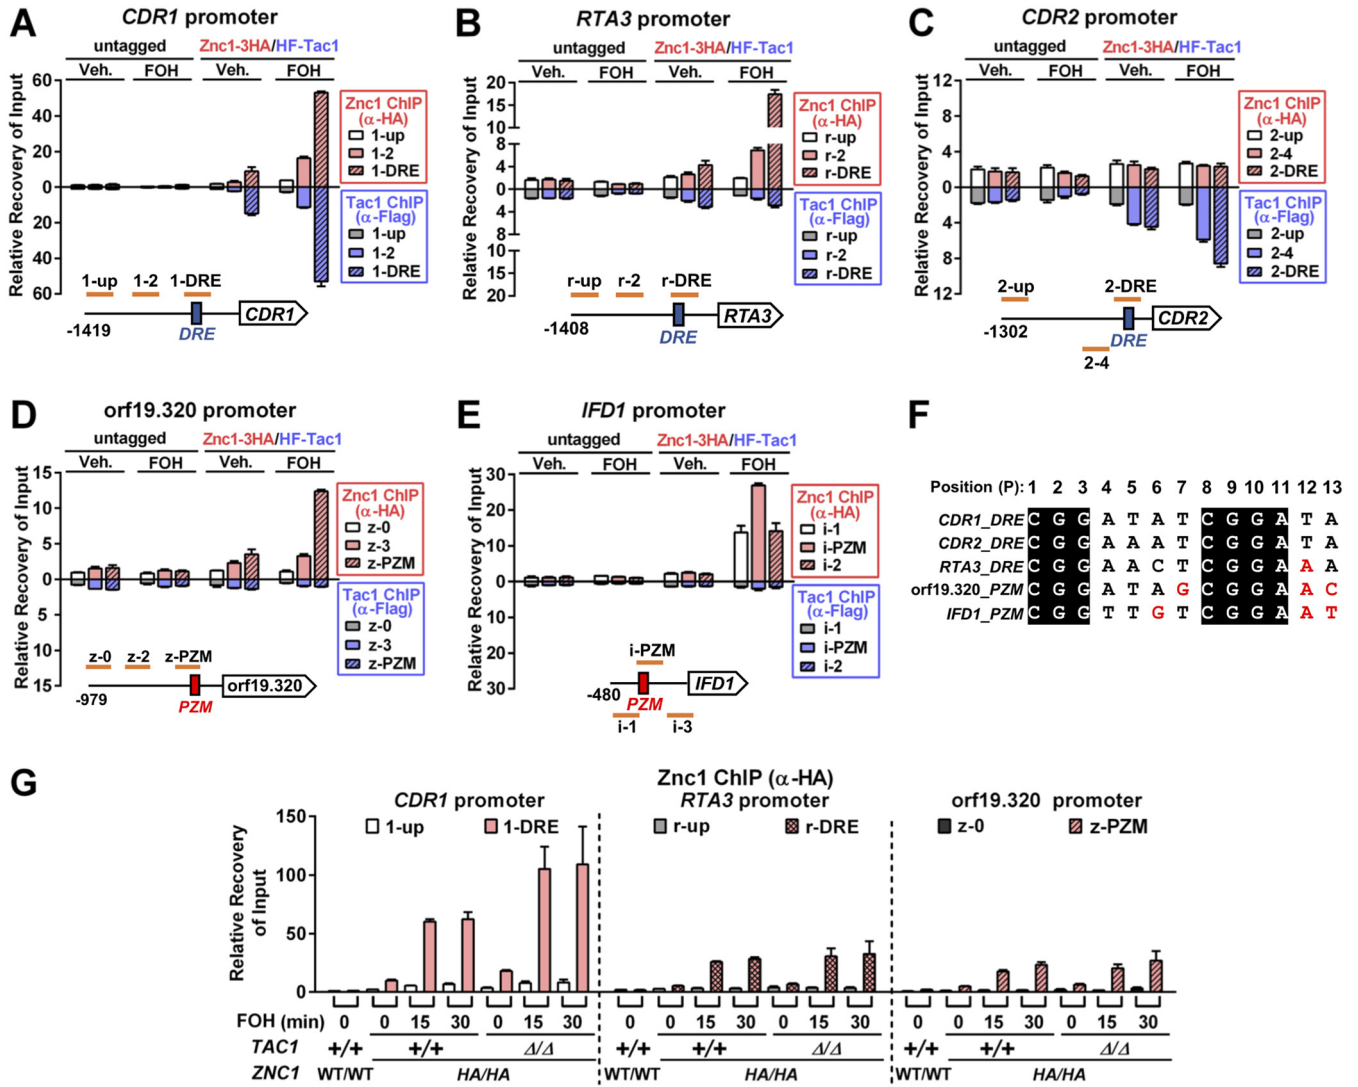 A
CDR1 promoter
untagged Znc1-3HA/HF-Tac1
Veh. FOH Veh. FOH
Relative Recovery of Input
60
40
20
0
20
40
60
Znc1 ChIP
(α-HA)
1-up
1-2
1-DRE
Tac1 ChIP
(α-Flag)
1-up
1-2
1-DRE
1-up 1-2 1-DRE
-1419 DRE CDR1
B
RTA3 promoter
untagged Znc1-3HA/HF-Tac1
Veh. FOH Veh. FOH
Relative Recovery of Input
20
15
10
8
4
0
4
8
10
15
20
Znc1 ChIP
(α-HA)
r-up
r-2
r-DRE
Tac1 ChIP
(α-Flag)
r-up
r-2
r-DRE
r-up r-2 r-DRE
-1408 DRE RTA3
C
CDR2 promoter
untagged Znc1-3HA/HF-Tac1
Veh. FOH Veh. FOH
Relative Recovery of Input
12
8
4
0
4
8
12
Znc1 ChIP
(α-HA)
2-up
2-4
2-DRE
Tac1 ChIP
(α-Flag)
2-up
2-4
2-DRE
2-up 2-DRE
-1302 DRE CDR2
2-4
D
orf19.320 promoter
untagged Znc1-3HA/HF-Tac1
Veh. FOH Veh. FOH
Relative Recovery of Input
15
10
5
0
5
10
15
Znc1 ChIP
(α-HA)
z-0
z-3
z-PZM
Tac1 ChIP
(α-Flag)
z-0
z-3
z-PZM
z-0 z-2 z-PZM
-979 PZM orf19.320
E
IFD1 promoter
untagged Znc1-3HA/HF-Tac1
Veh. FOH Veh. FOH
Relative Recovery of Input
30
20
10
0
10
20
30
Znc1 ChIP
(α-HA)
i-1
i-PZM
i-2
Tac1 ChIP
(α-Flag)
i-1
i-PZM
i-2
i-PZM
-480 PZM IFD1
i-1 i-3
F
Position (P): 1 2 3 4 5 6 7 8 9 10 11 12 13
CDR1_DRE C G G A T A T C G G A T A
CDR2_DRE C G G A A A T C G G A T A
RTA3_DRE C G G A A C T C G G A A A
orf19.320_PZM C G G A T A G C G G A A C
IFD1_PZM C G G T T G T C G G A A T
G
Znc1 ChIP (α-HA)
CDR1 promoter RTA3 promoter orf19.320 promoter
1-up 1-DRE r-up r-DRE z-0 z-PZM
Relative Recovery
of Input
150
100
50
0
FOH (min) 0 0 15 30 0 15 30 0 0 15 30 0 15 30 0 0 15 30 0 15 30
TAC1 +/+ +/+ Δ/Δ +/+ +/+ Δ/Δ +/+ +/+ Δ/Δ
ZNC1 WT/WT HA/HA WT/WT HA/HA WT/WT HA/HA